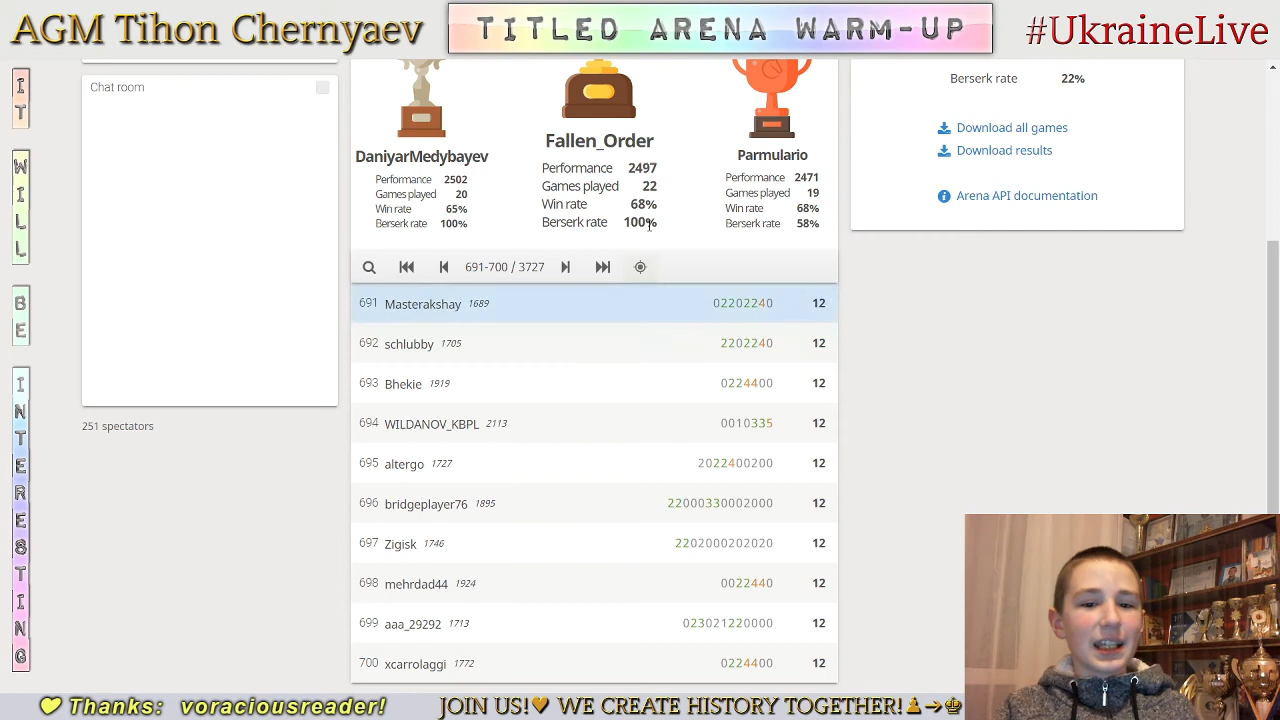 AGM Tihon Chernyaev
TITLED ARENA WARM-UP
#UkraineLive
IT
WILL
BE
INTERESTING
Chat room
251 spectators
DaniyarMedybayev
Performance 2502
Games played 20
Win rate 65%
Berserk rate 100%
Fallen_Order
Performance 2497
Games played 22
Win rate 68%
Berserk rate 100%
Parmulario
Performance 2471
Games played 19
Win rate 68%
Berserk rate 58%
Berserk rate 22%
Download all games
Download results
Arena API documentation
691-700 / 3727
691 Masterakshay 1689 02202240 12
692 schlubby 1705 2202240 12
693 Bhekie 1919 0224400 12
694 WILDANOV_KBPL 2113 0010335 12
695 altergo 1727 2022400200 12
696 bridgeplayer76 1895 22000330002000 12
697 Zigisk 1746 2202000202020 12
698 mehrdad44 1924 0022440 12
699 aaa_29292 1713 023021220000 12
700 xcarrolaggi 1772 0224400 12
Thanks: voraciousreader!
JOIN US! WE CREATE HISTORY TOGETHER!